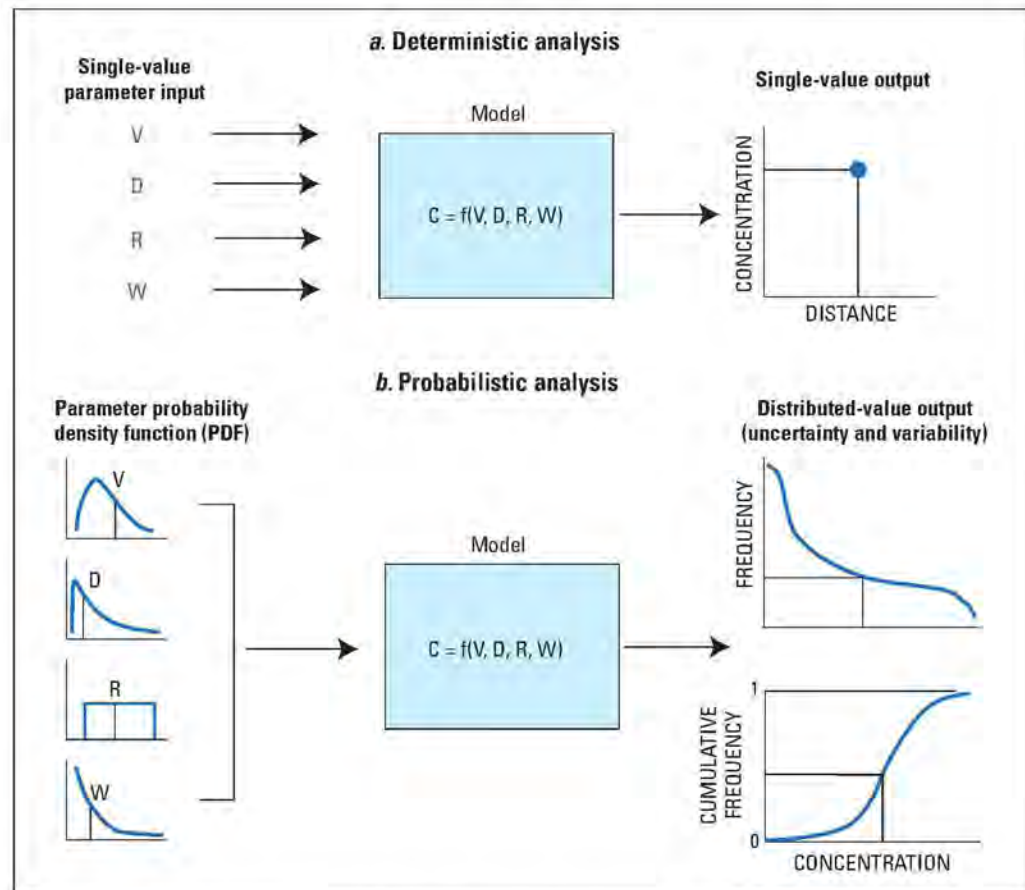 a. Deterministic analysis
Single-value
parameter input
V
D
R
W
Model
C = f(V, D, R, W)
Single-value output
CONCENTRATION
DISTANCE
b. Probabilistic analysis
Parameter probability
density function (PDF)
V
D
R
W
Model
C = f(V, D, R, W)
Distributed-value output
(uncertainty and variability)
FREQUENCY
1
CUMULATIVE
FREQUENCY
0
CONCENTRATION